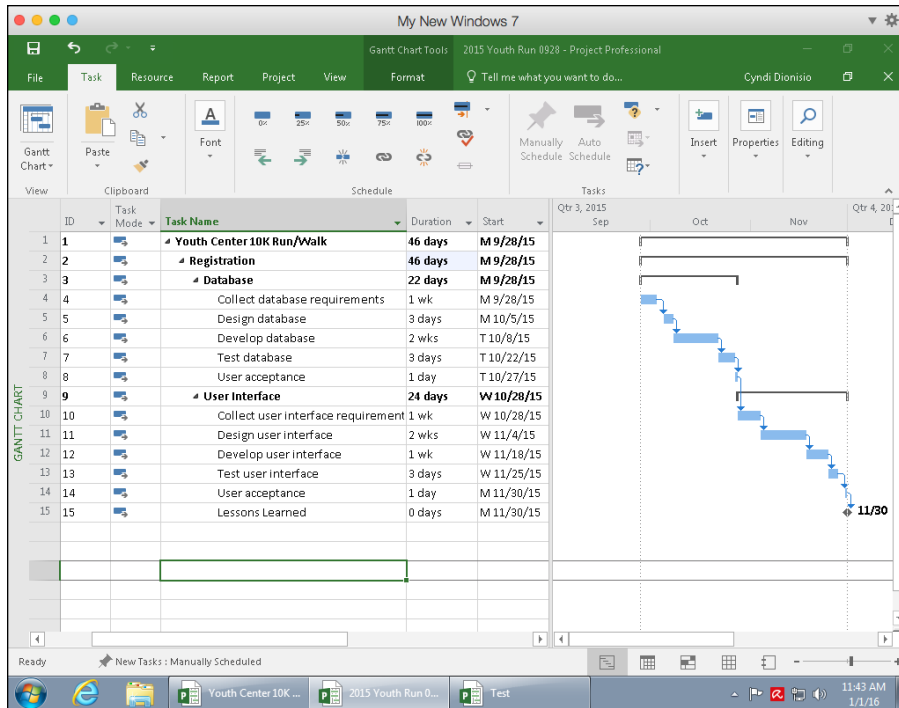 My New Windows 7
Gantt Chart Tools 2015 Youth Run 0928 - Project Professional
File Task Resource Report Project View Format Tell me what you want to do... Cyndi Dionisio
Gantt Chart
Paste
A
Font
0% 25% 50% 75% 100%
Manually Schedule
Auto Schedule
Insert
Properties
Editing
View Clipboard Schedule Tasks
ID Task Mode Task Name Duration Start
Qtr 3, 2015
Sep Oct Nov
1 1 Youth Center 10K Run/Walk 46 days M 9/28/15
2 2 Registration 46 days M 9/28/15
3 3 Database 22 days M 9/28/15
4 4 Collect database requirements 1 wk M 9/28/15
5 5 Design database 3 days M 10/5/15
6 6 Develop database 2 wks T 10/8/15
7 7 Test database 3 days T 10/22/15
8 8 User acceptance 1 day T 10/27/15
9 9 User Interface 24 days W 10/28/15
10 10 Collect user interface requirement 1 wk W 10/28/15
11 11 Design user interface 2 wks W 11/4/15
12 12 Develop user interface 1 wk W 11/18/15
13 13 Test user interface 3 days W 11/25/15
14 14 User acceptance 1 day M 11/30/15
15 15 Lessons Learned 0 days M 11/30/15 11/30
GANTT CHART
Ready New Tasks : Manually Scheduled
Youth Center 10K ... 2015 Youth Run 0... Test
11:43 AM
1/1/16